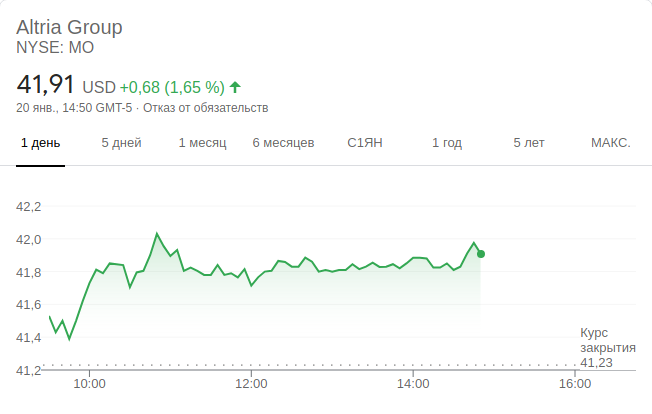 Altria Group
NYSE: MO
41,91 USD +0,68 (1,65 %)
20 янв., 14:50 GMT-5 · Отказ от обязательств
1 день 5 дней 1 месяц 6 месяцев С1ЯН 1 год 5 лет МАКС.
42,2
42,0
41,8
41,6
41,4
41,2
Курс
закрытия
41,23
10:00 12:00 14:00 16:00